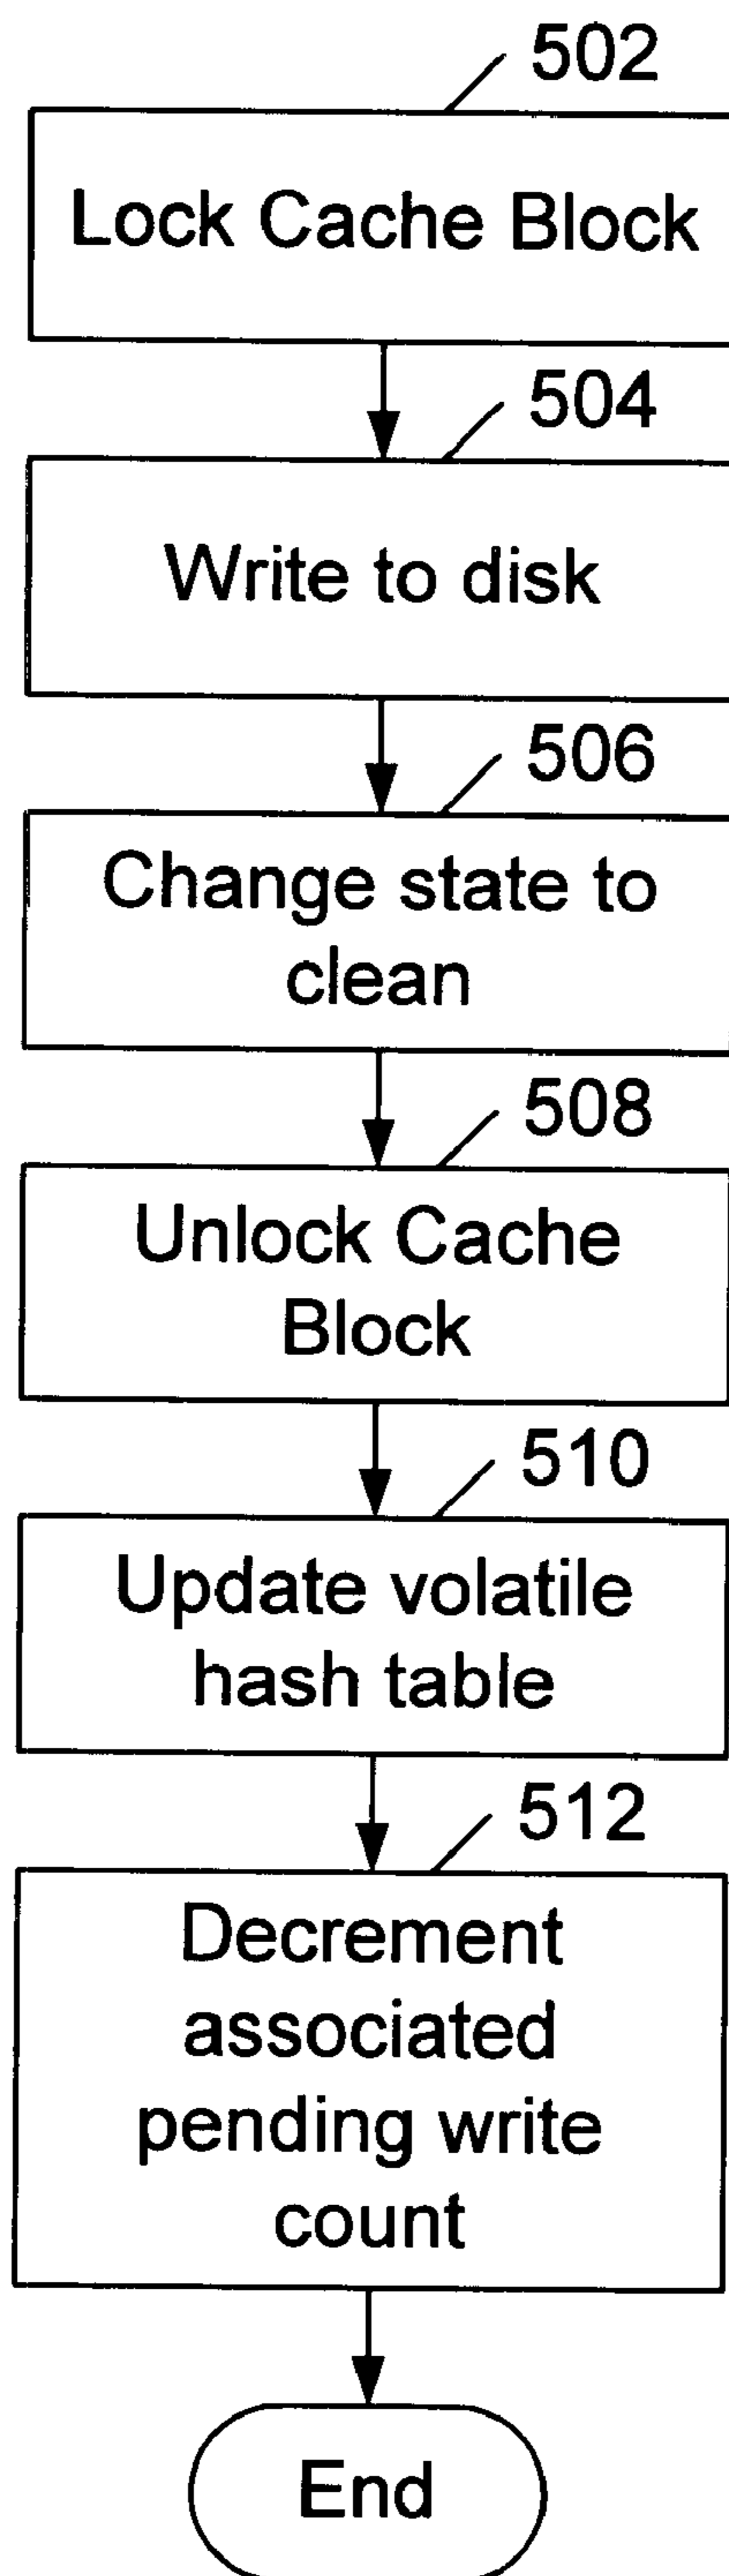 502
Lock Cache Block
504
Write to disk
506
Change state to
clean
508
Unlock Cache
Block
510
Update volatile
hash table
512
Decrement
associated
pending write
count
End